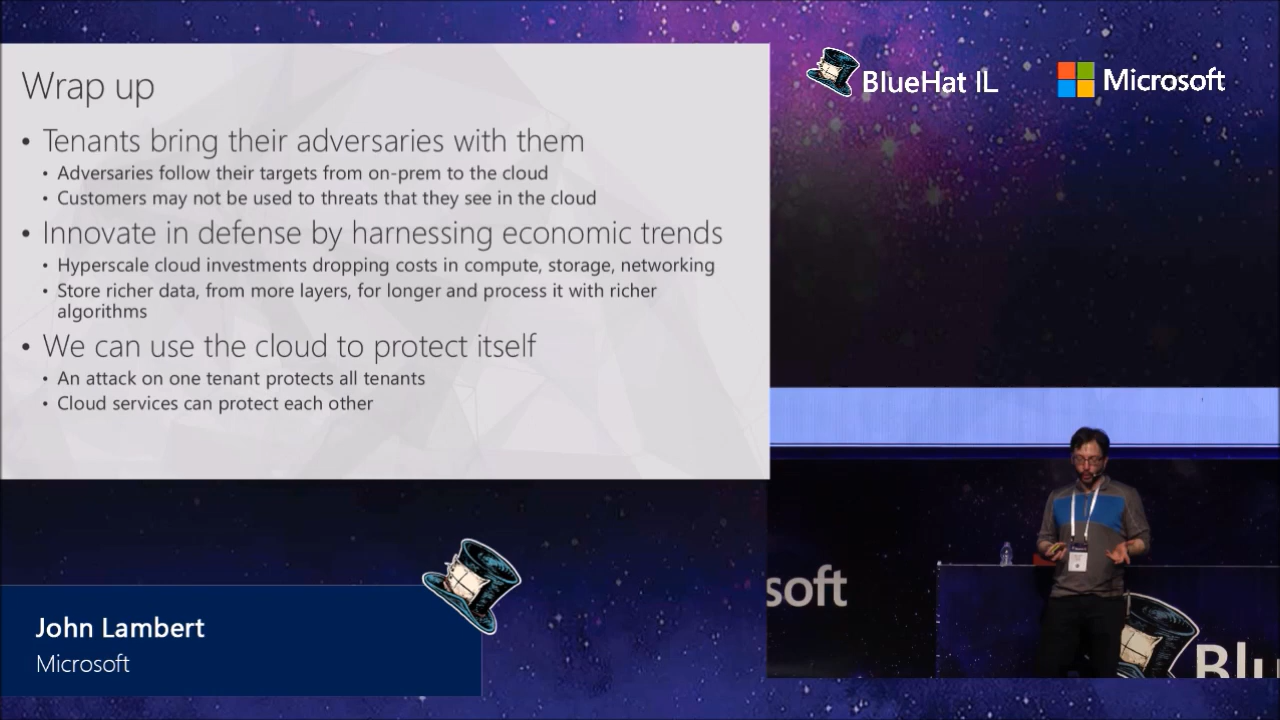 Wrap up
• Tenants bring their adversaries with them
• Adversaries follow their targets from on-prem to the cloud
• Customers may not be used to threats that they see in the cloud
• Innovate in defense by harnessing economic trends
• Hyperscale cloud investments dropping costs in compute, storage, networking
• Store richer data, from more layers, for longer and process it with richer
algorithms
• We can use the cloud to protect itself
• An attack on one tenant protects all tenants
• Cloud services can protect each other
BlueHat IL
Microsoft
soft
Blu
John Lambert
Microsoft